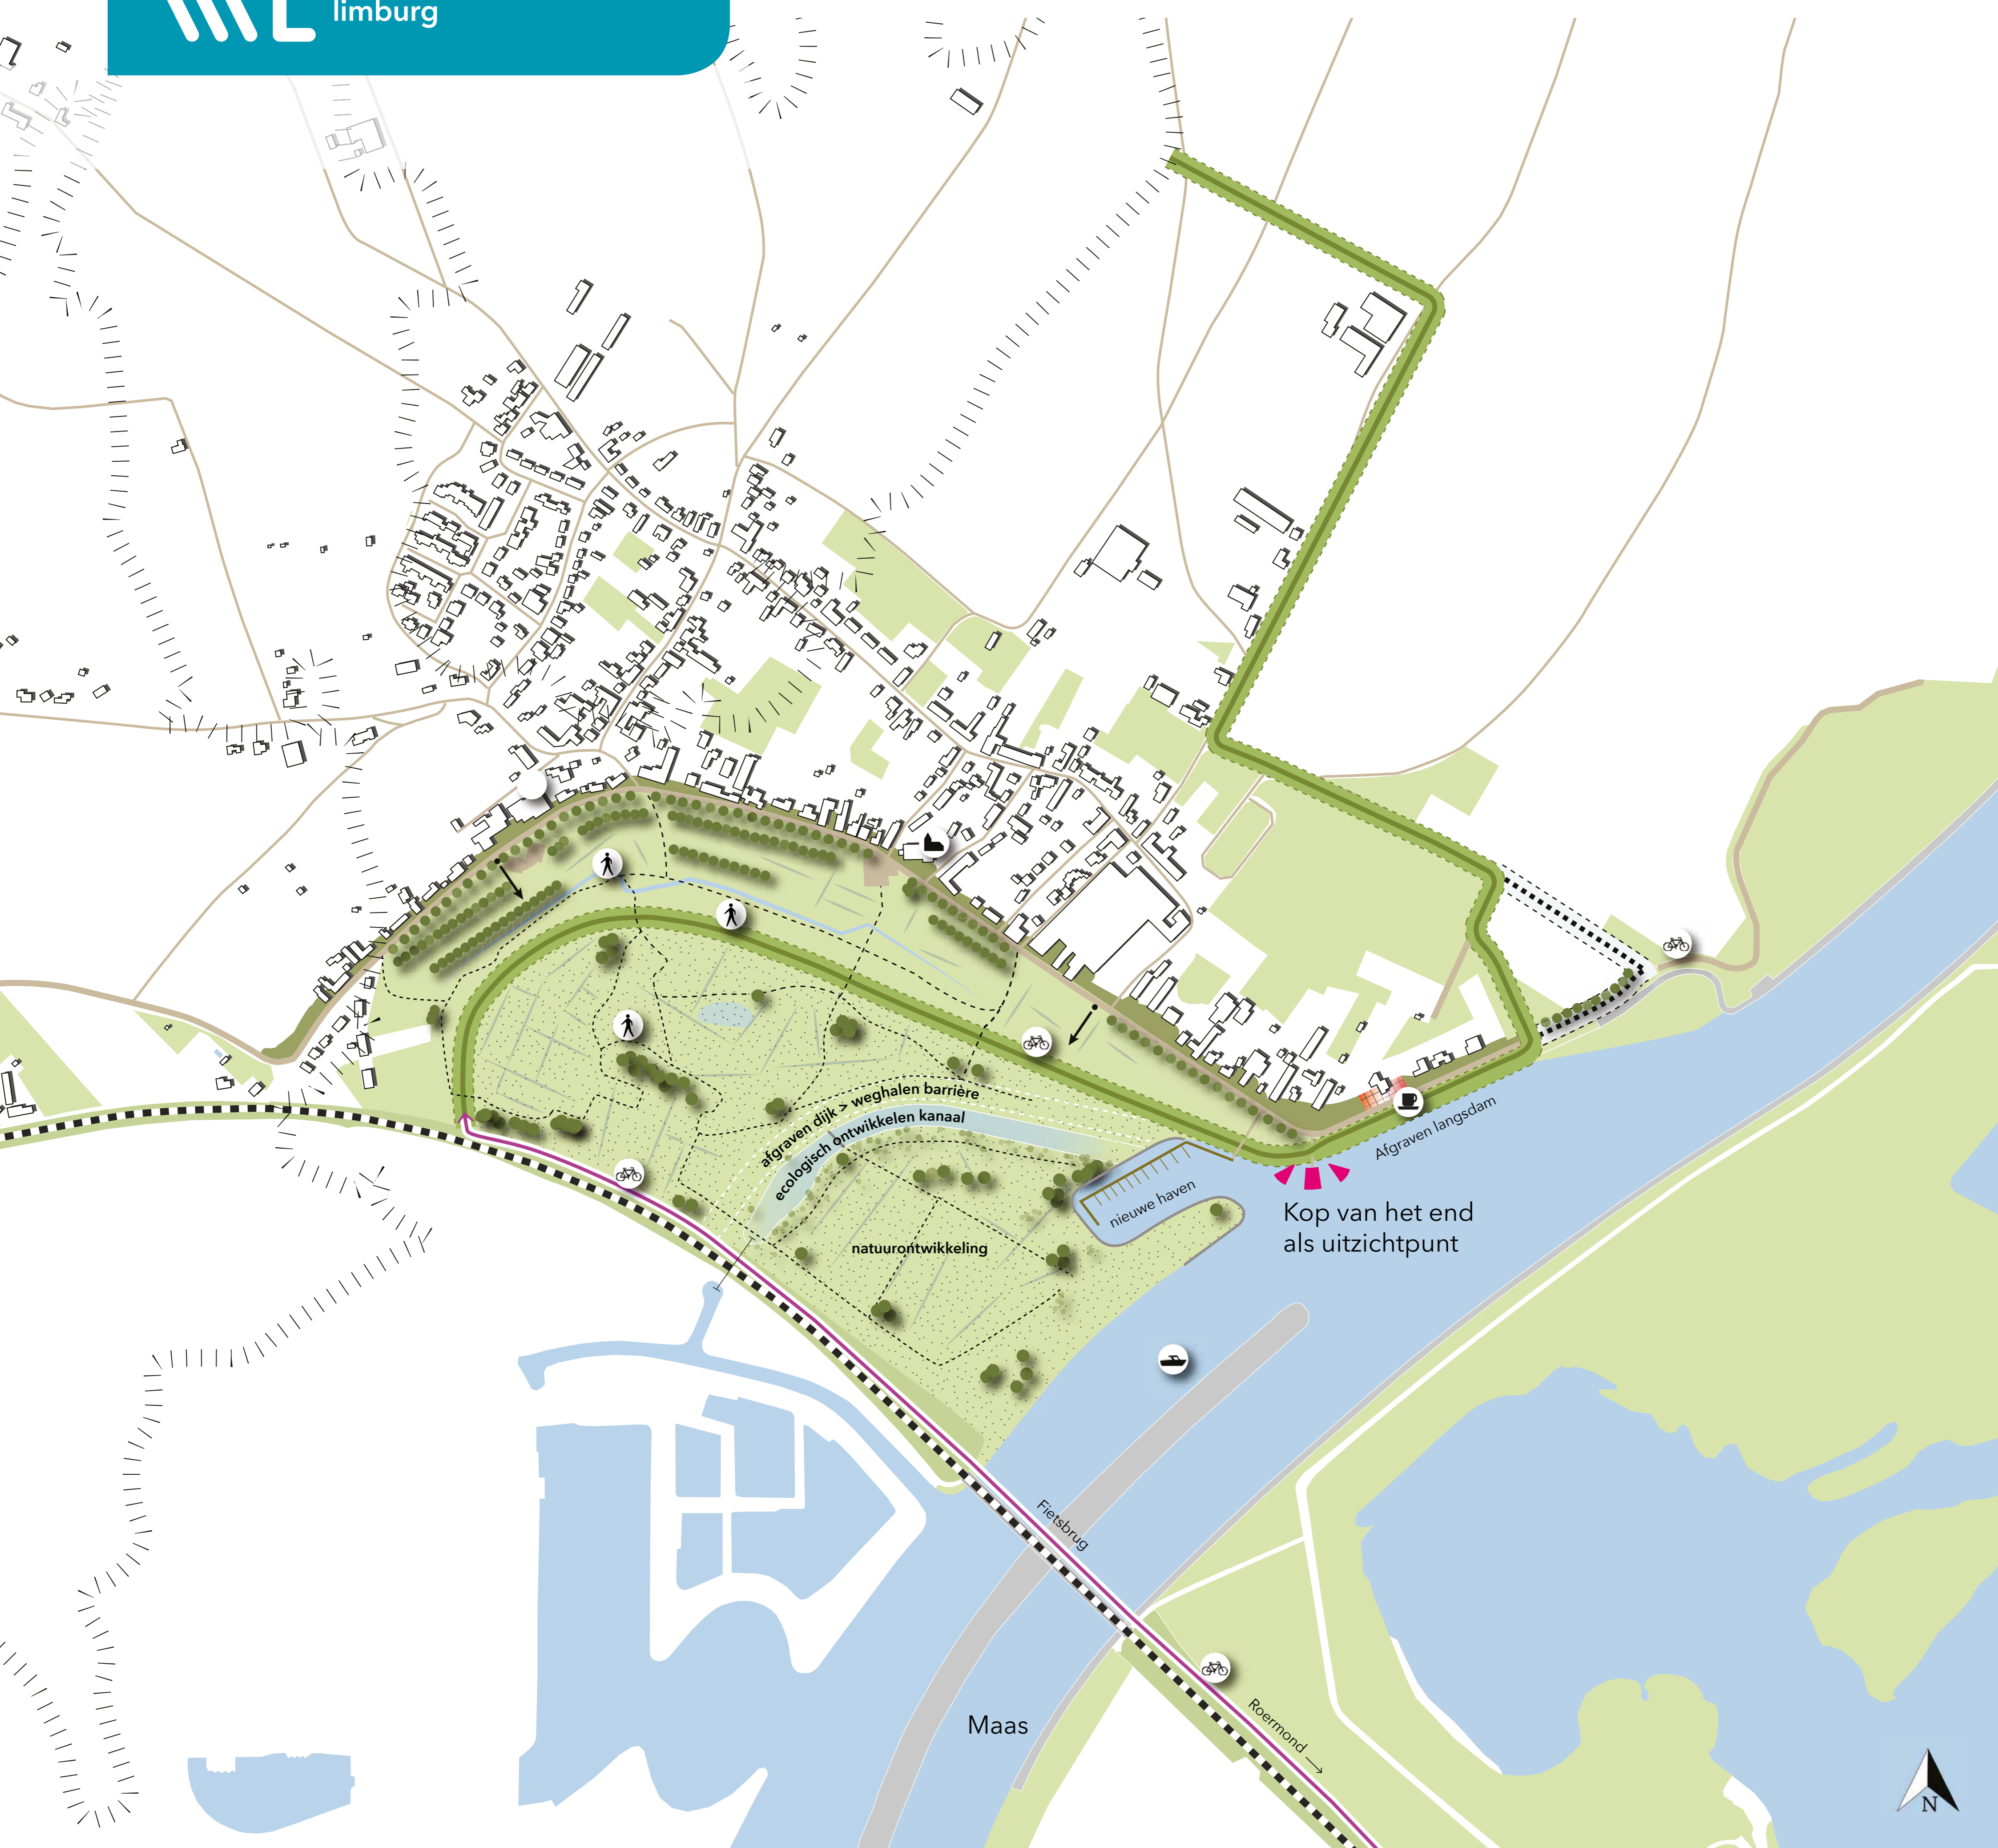 limburg
afgraven dijk > weghalen barrière
ecologisch ontwikkelen kanaal
Afgraven langsdam
nieuwe haven
Kop van het end
als uitzichtpunt
natuurontwikkeling
Fietsbrug
Maas
Roermond
N